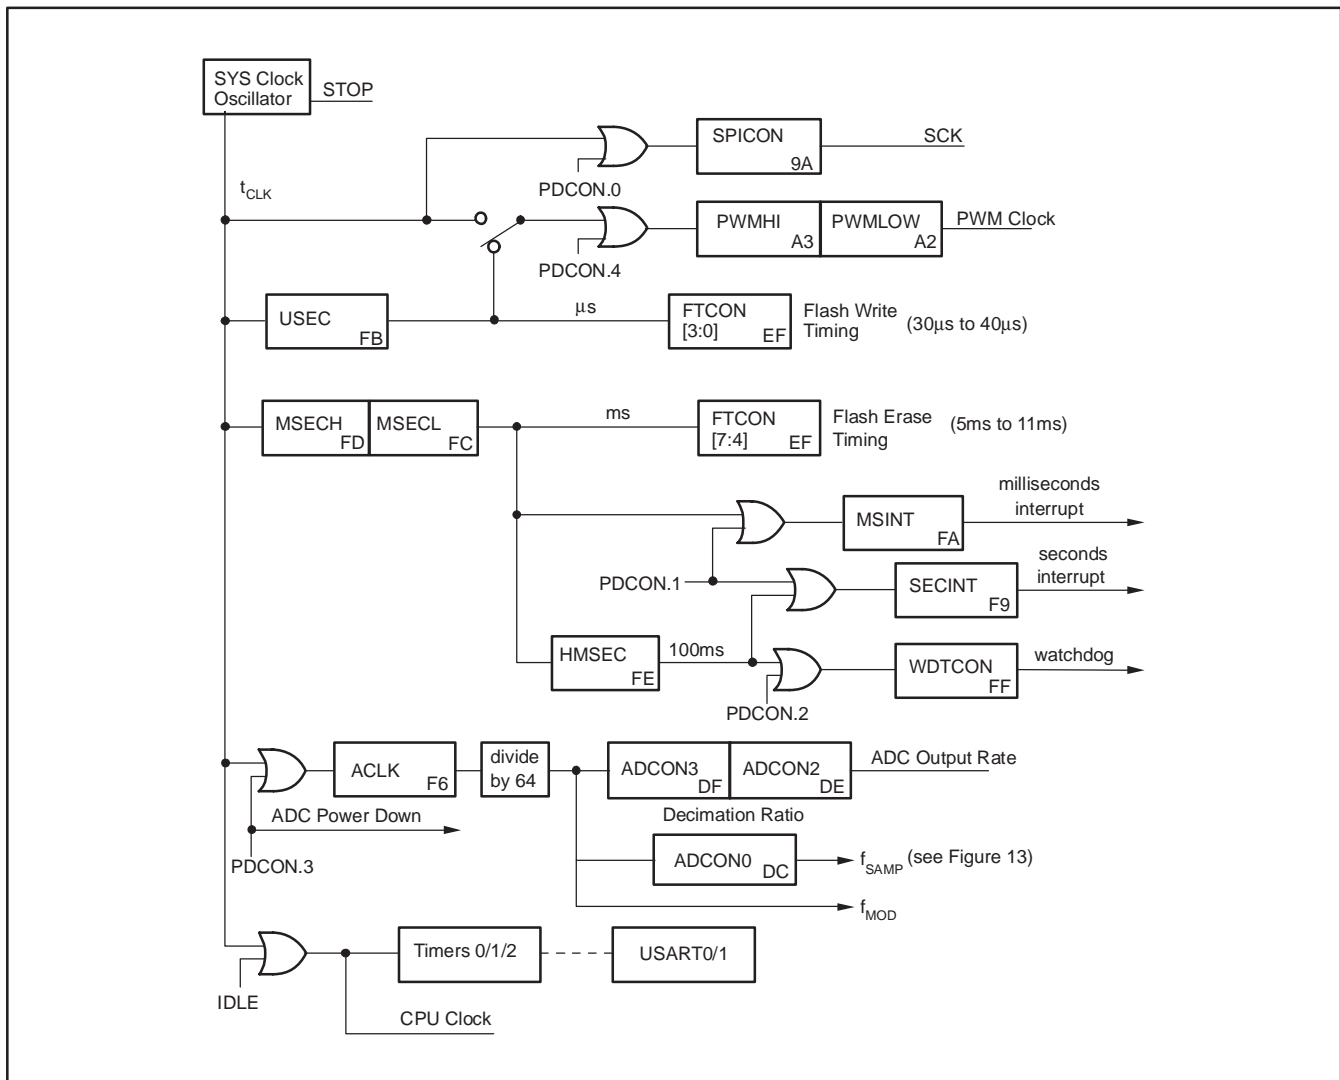 SYS Clock
Oscillator
STOP
t_CLK
PDCON.0
SPICON
9A
SCK
PDCON.4
PWMHI
A3
PWMLOW
A2
PWM Clock
USEC
FB
μs
FTCON
[3:0]
EF
Flash Write
Timing
(30μs to 40μs)
MSECH
FD
MSECL
FC
ms
FTCON
[7:4]
EF
Flash Erase
Timing
(5ms to 11ms)
MSINT
FA
milliseconds
interrupt
PDCON.1
SECINT
F9
seconds
interrupt
HMSEC
FE
100ms
PDCON.2
WDTCON
FF
watchdog
ACLK
F6
divide
by 64
ADCON3
DF
ADCON2
DE
ADC Output Rate
Decimation Ratio
ADC Power Down
PDCON.3
ADCON0
DC
f_SAMP (see Figure 13)
f_MOD
IDLE
Timers 0/1/2
USART0/1
CPU Clock